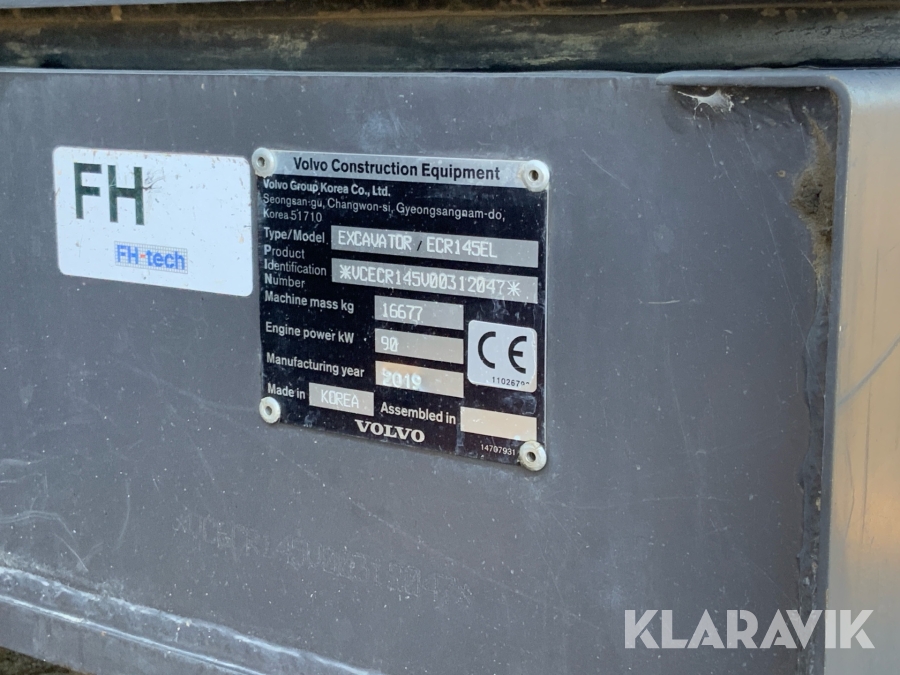 FH
FH-tech
Volvo Construction Equipment
Volvo Group Korea Co., Ltd.
Seongsan-gu, Changwon-si, Gyeongsangnam-do,
Korea 51710
Type/Model EXCAVATOR / ECR145EL
Product
Identification
Number *VCECR145V00312047*
Machine mass kg 16677
Engine power kW 90
Manufacturing year 2019
CE
Made in KOREA Assembled in
VOLVO
14707931
KLARAVIK